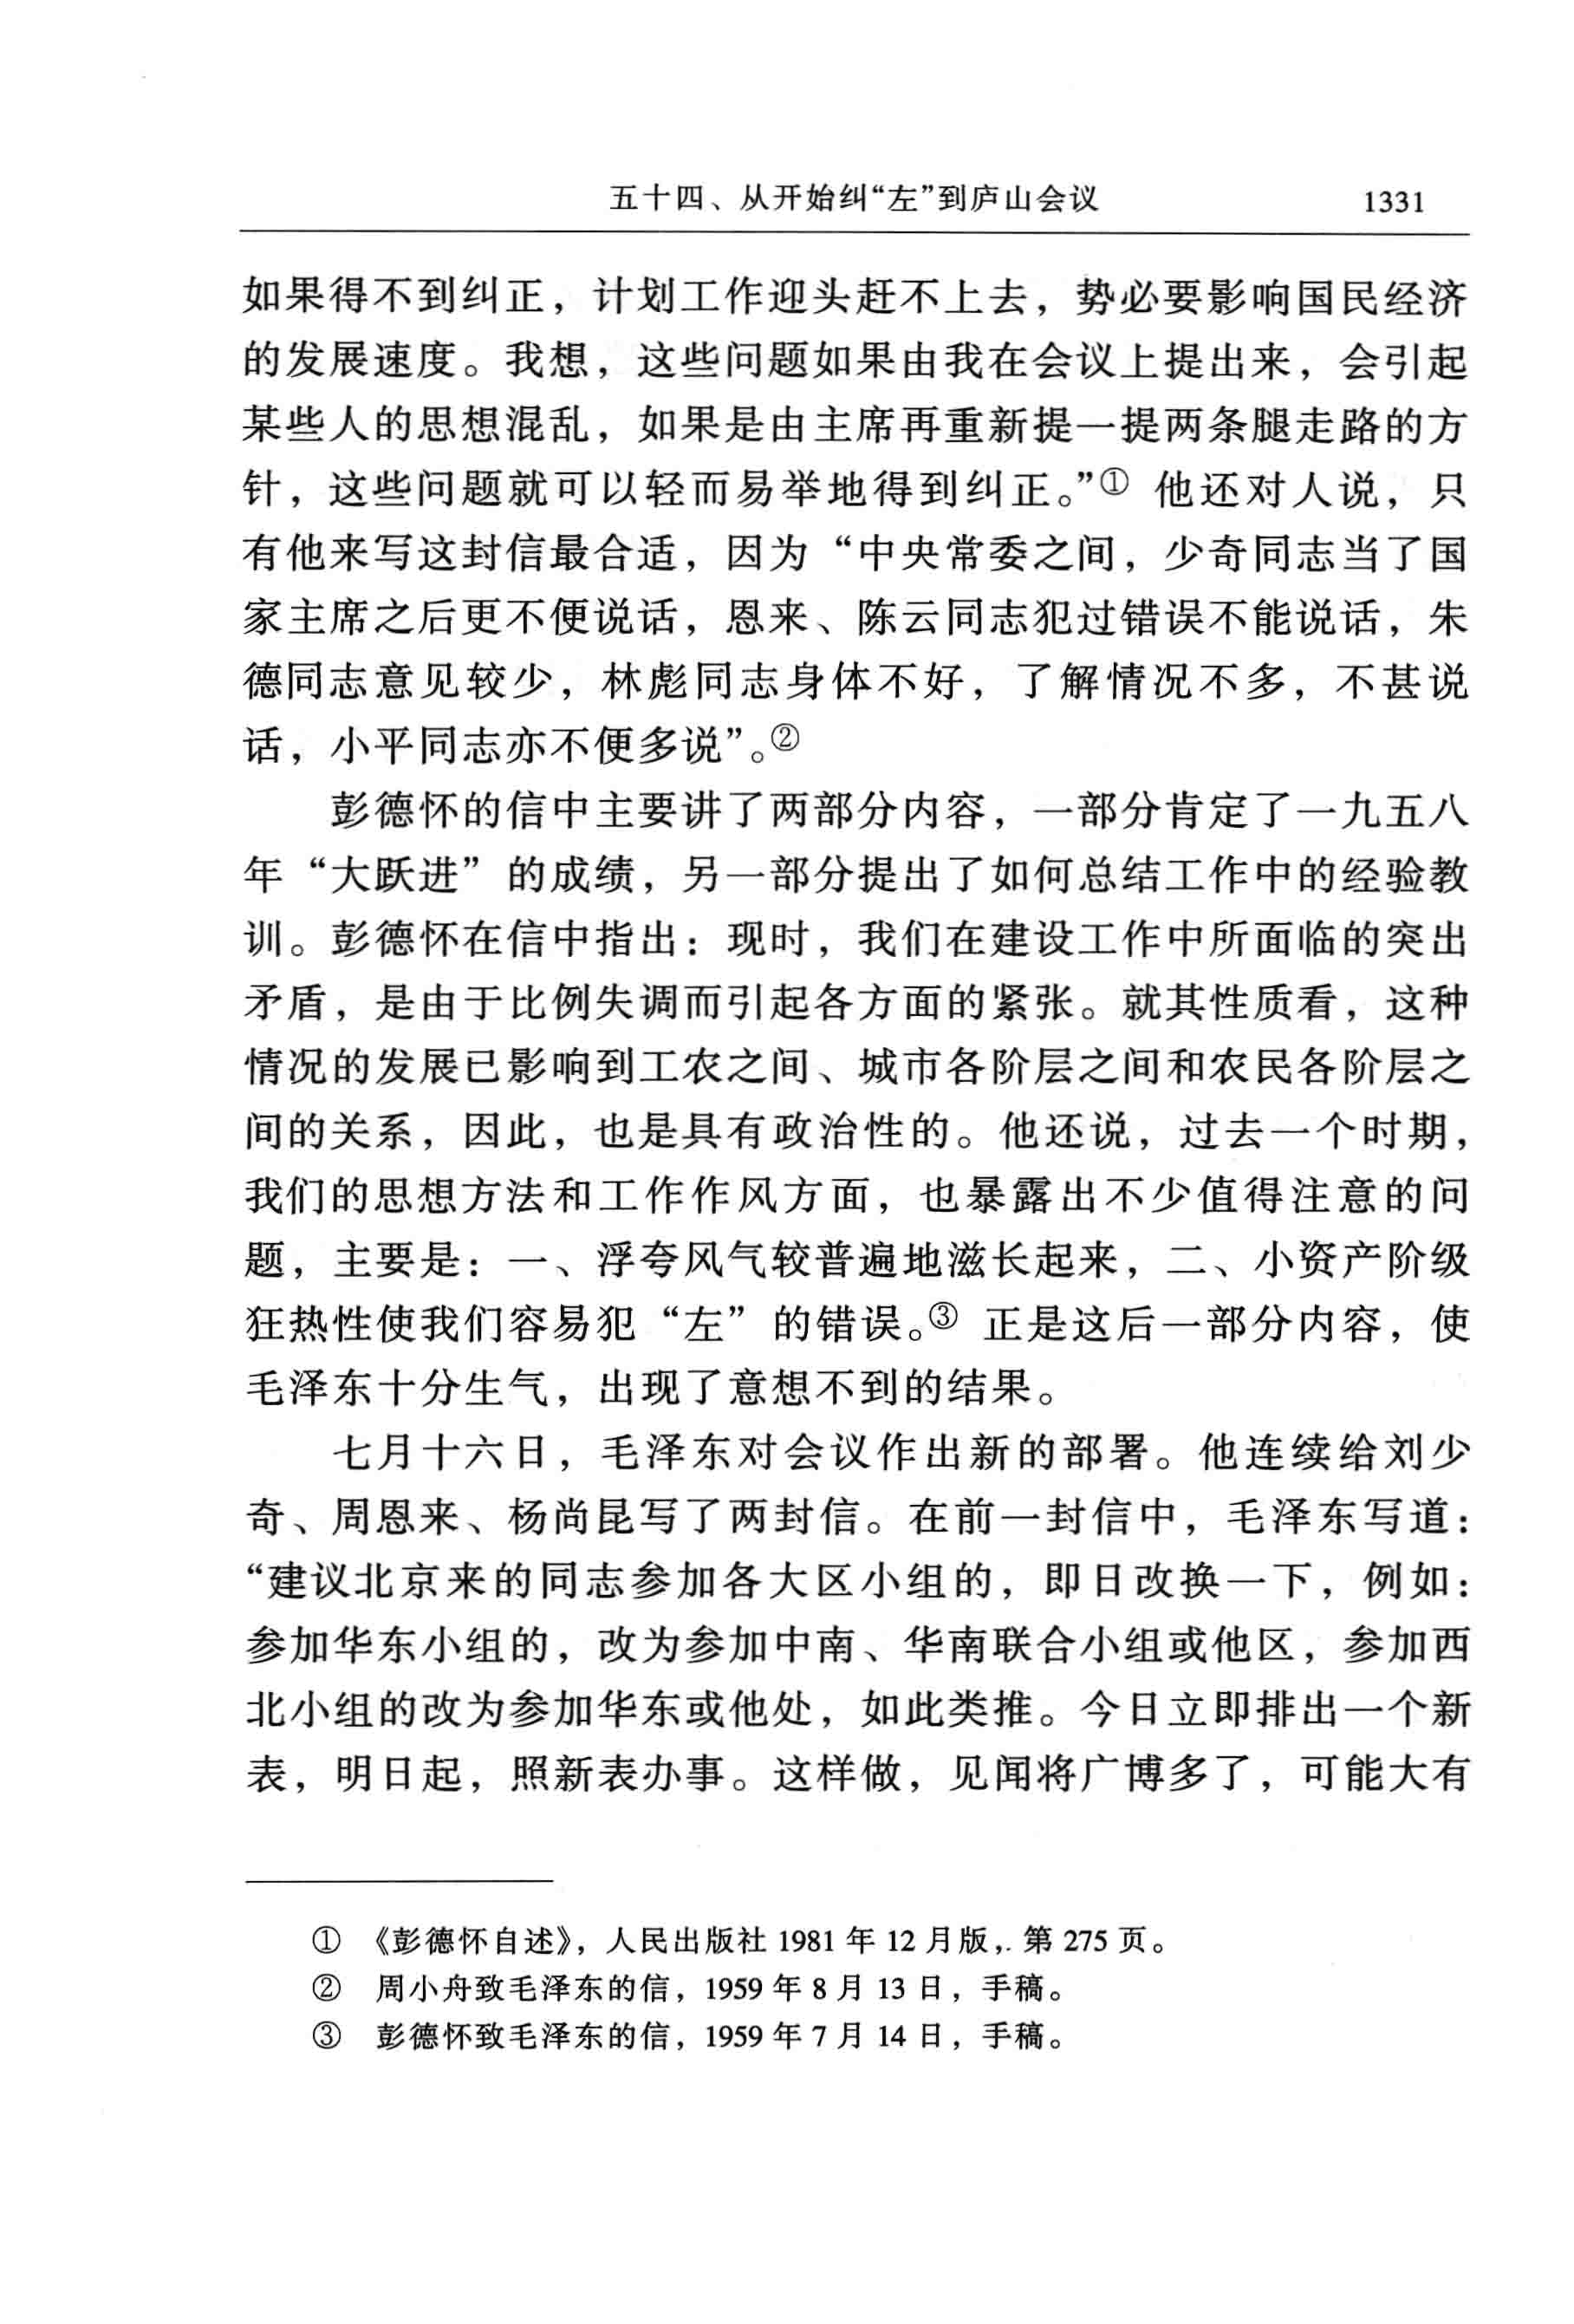 五十四、从开始纠“左”到庐山会议 1331
如果得不到纠正，计划工作迎头赶不上去，势必要影响国民经济
的发展速度。我想，这些问题如果由我在会议上提出来，会引起
某些人的思想混乱，如果是由主席再重新提一提两条腿走路的方
针，这些问题就可以轻而易举地得到纠正。”① 他还对人说，只
有他来写这封信最合适，因为“中央常委之间，少奇同志当了国
家主席之后更不便说话，恩来、陈云同志犯过错误不能说话，朱
德同志意见较少，林彪同志身体不好，了解情况不多，不甚说
话，小平同志亦不便多说”。②
彭德怀的信中主要讲了两部分内容，一部分肯定了一九五八
年“大跃进”的成绩，另一部分提出了如何总结工作中的经验教
训。彭德怀在信中指出：现时，我们在建设工作中所面临的突出
矛盾，是由于比例失调而引起各方面的紧张。就其性质看，这种
情况的发展已影响到工农之间、城市各阶层之间和农民各阶层之
间的关系，因此，也是具有政治性的。他还说，过去一个时期，
我们的思想方法和工作作风方面，也暴露出不少值得注意的问
题，主要是：一、浮夸风气较普遍地滋长起来，二、小资产阶级
狂热性使我们容易犯“左”的错误。③ 正是这后一部分内容，使
毛泽东十分生气，出现了意想不到的结果。
七月十六日，毛泽东对会议作出新的部署。他连续给刘少
奇、周恩来、杨尚昆写了两封信。在前一封信中，毛泽东写道：
“建议北京来的同志参加各大区小组的，即日改换一下，例如：
参加华东小组的，改为参加中南、华南联合小组或他区，参加西
北小组的改为参加华东或他处，如此类推。今日立即排出一个新
表，明日起，照新表办事。这样做，见闻将广博多了，可能大有
① 《彭德怀自述》，人民出版社 1981 年 12 月版，第 275 页。
② 周小舟致毛泽东的信，1959 年 8 月 13 日，手稿。
③ 彭德怀致毛泽东的信，1959 年 7 月 14 日，手稿。